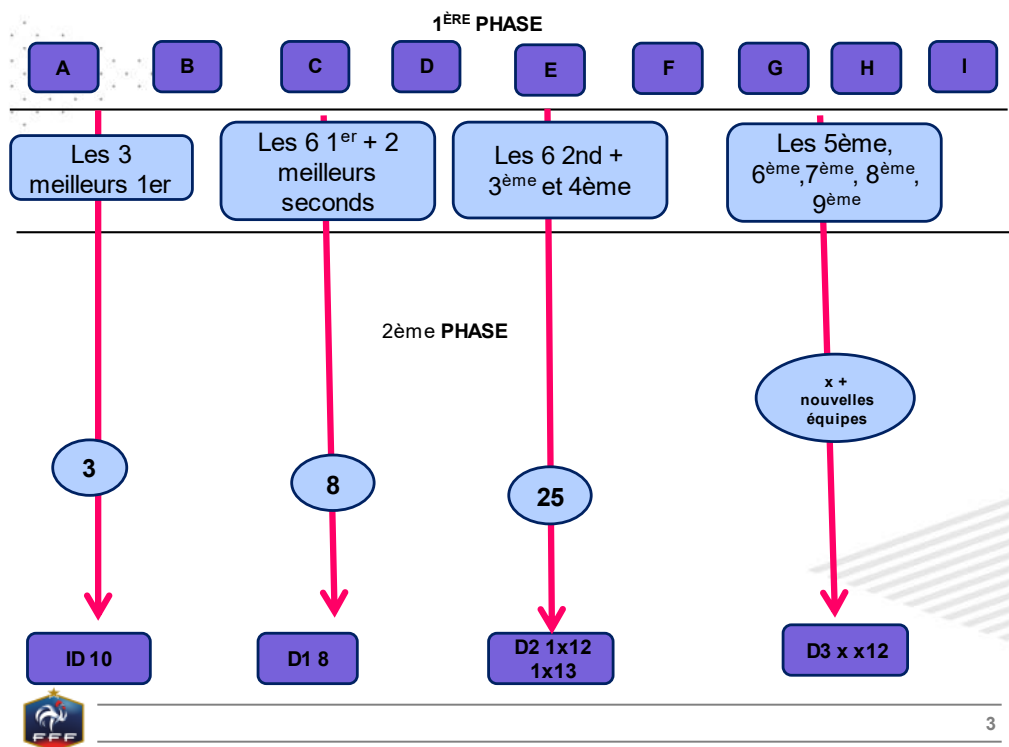 1ÈRE PHASE
A
B
C
D
E
F
G
H
I
Les 3
meilleurs 1er
Les 6 1er + 2
meilleurs
seconds
Les 6 2nd +
3ème et 4ème
Les 5ème,
6ème,7ème, 8ème,
9ème
2ème PHASE
x +
nouvelles
équipes
3
8
25
ID 10
D1 8
D2 1x12
1x13
D3 x x12
FFF
3